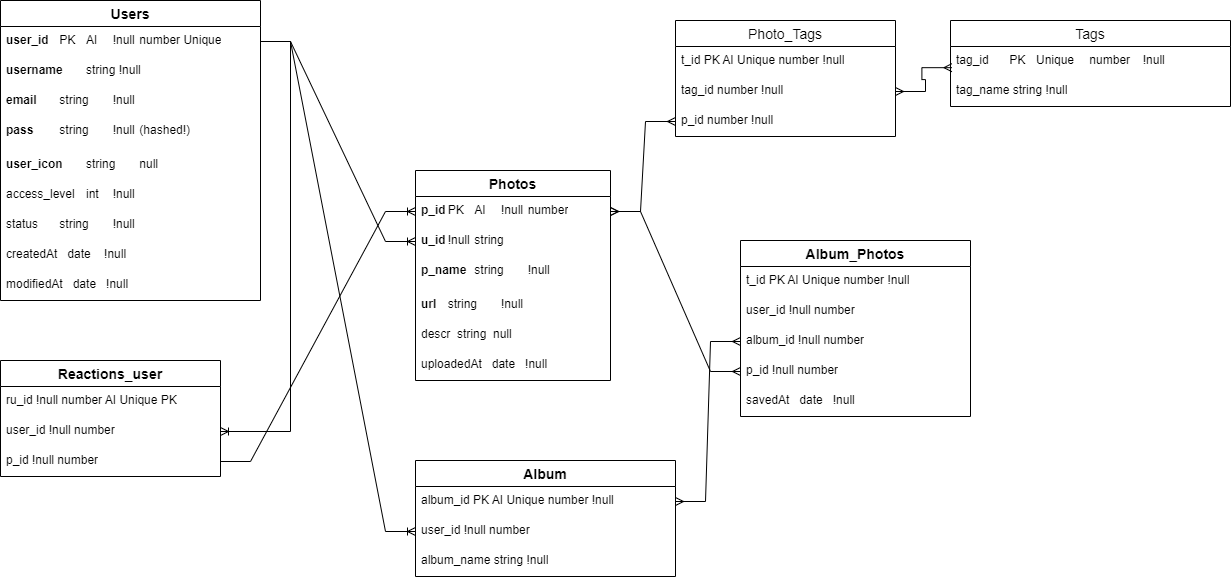 Users
user_id PK AI !null number Unique
username string !null
email string !null
pass string !null (hashed!)
user_icon string null
access_level int !null
status string !null
createdAt date !null
modifiedAt date !null
Reactions_user
ru_id !null number AI Unique PK
user_id !null number
p_id !null number
Photos
p_id PK AI !null number
u_id !null string
p_name string !null
url string !null
descr string null
uploadedAt date !null
Album
album_id PK AI Unique number !null
user_id !null number
album_name string !null
Photo_Tags
t_id PK AI Unique number !null
tag_id number !null
p_id number !null
Tags
tag_id PK Unique number !null
tag_name string !null
Album_Photos
t_id PK AI Unique number !null
user_id !null number
album_id !null number
p_id !null number
savedAt date !null